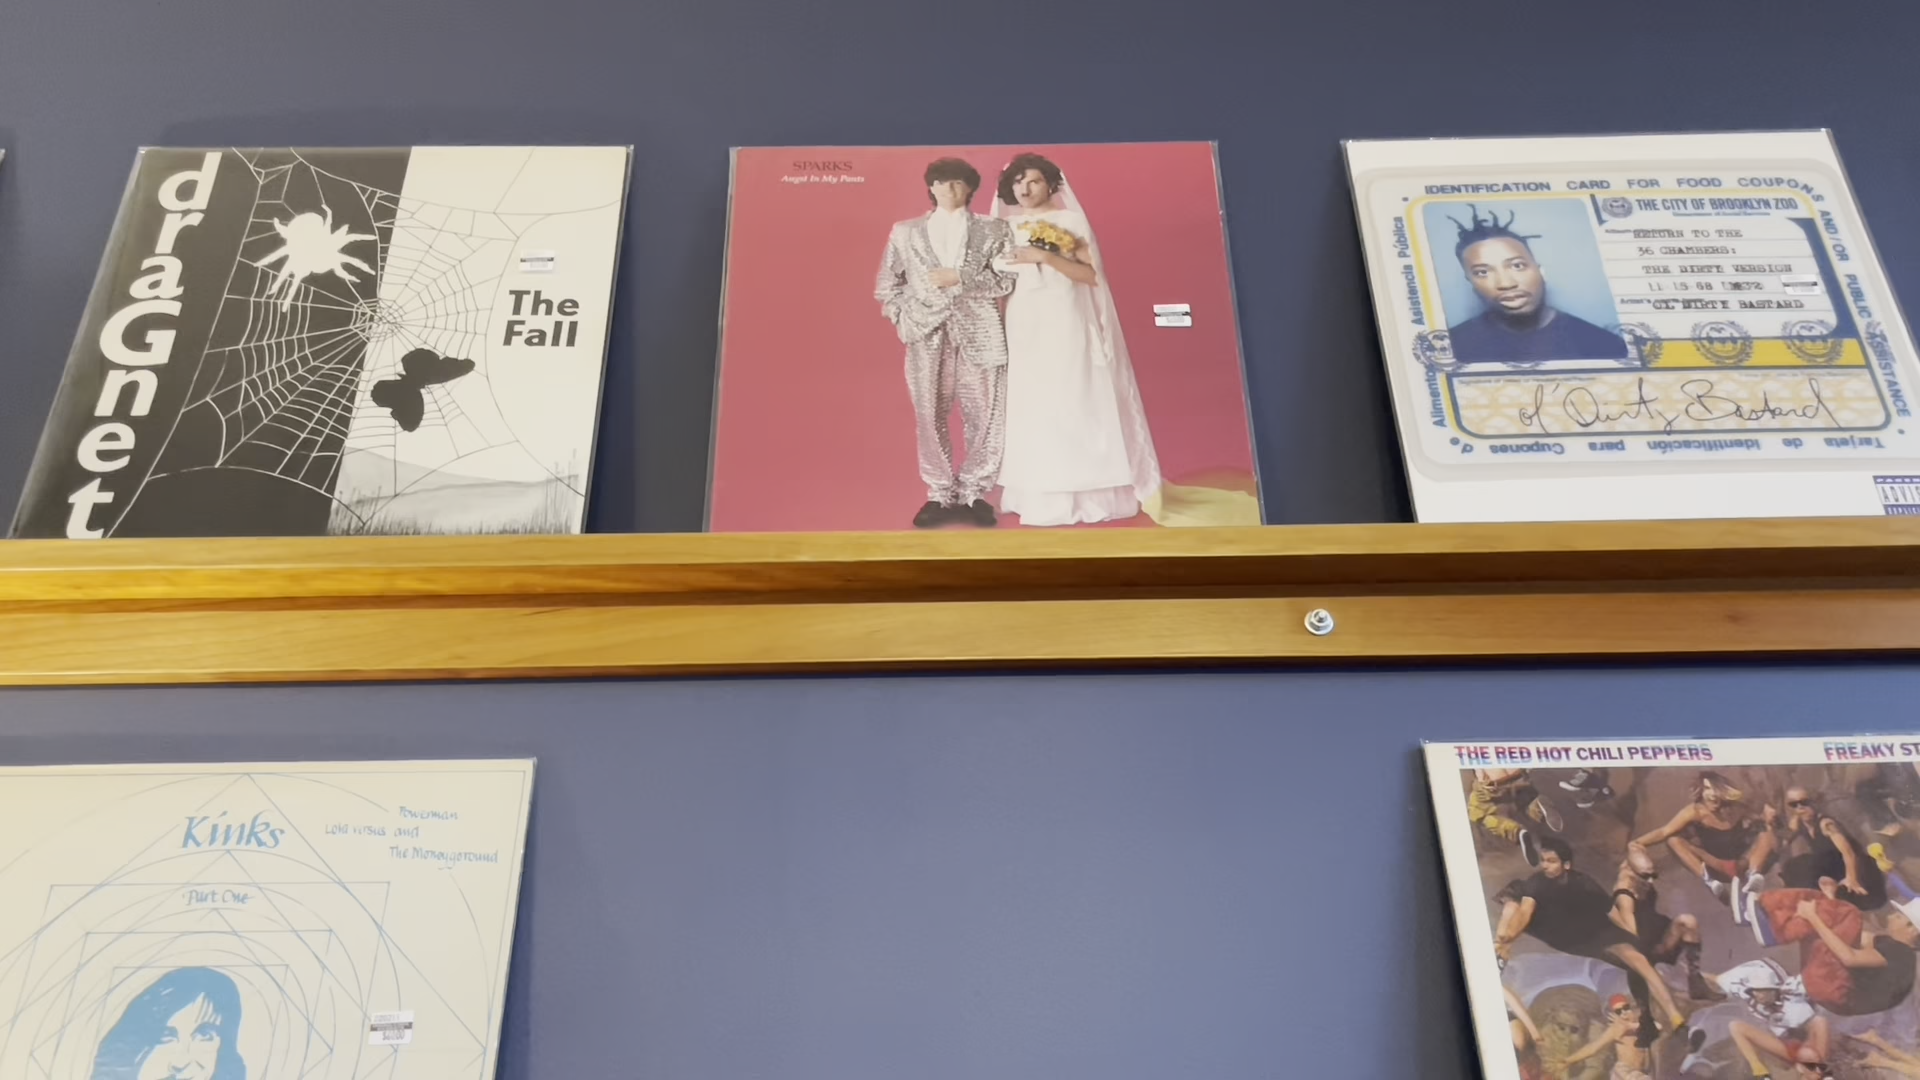 draGnet
The
Fall
SPARKS
Angst In My Pants
IDENTIFICATION CARD FOR FOOD COUPONS AND/OR PUBLIC ASSISTANCE
THE CITY OF BROOKLYN ZOO
RETURN TO THE
36 CHAMBERS:
THE DIRTY VERSION
11-15-68
OL DIRTY BASTARD
Ol' Dirty Bastard
Tarjeta de Identificación para Cupones
Asistencia Pública
Kinks
Lola versus
Powerman
and
The Moneygoround
Part One
THE RED HOT CHILI PEPPERS
FREAKY ST